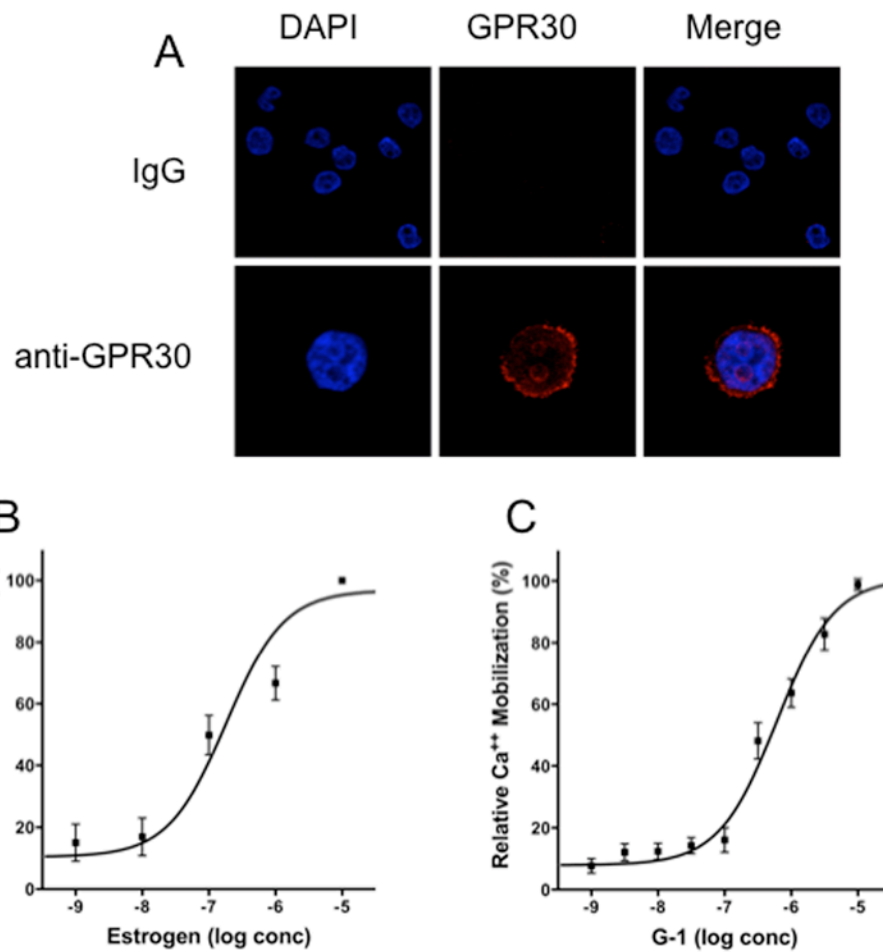 A
DAPI GPR30 Merge
IgG
anti-GPR30
B
100
80
60
40
20
0
-9 -8 -7 -6 -5
Estrogen (log conc)
C
Relative Ca++ Mobilization (%)
100
80
60
40
20
0
-9 -8 -7 -6 -5
G-1 (log conc)